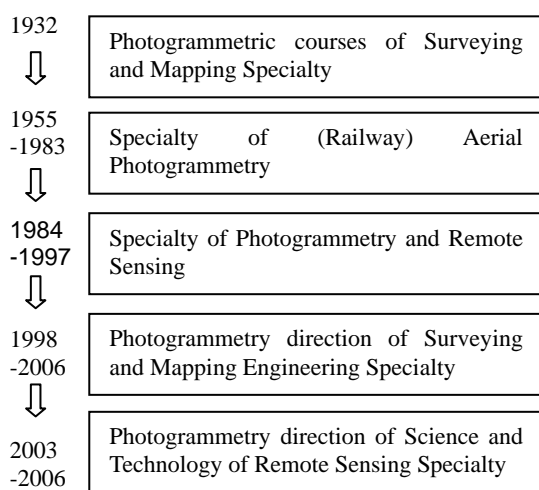 1932
Photogrammetric courses of Surveying
and Mapping Specialty
1955
-1983
Specialty of (Railway) Aerial
Photogrammetry
1984
-1997
Specialty of Photogrammetry and Remote
Sensing
1998
-2006
Photogrammetry direction of Surveying
and Mapping Engineering Specialty
2003
-2006
Photogrammetry direction of Science and
Technology of Remote Sensing Specialty